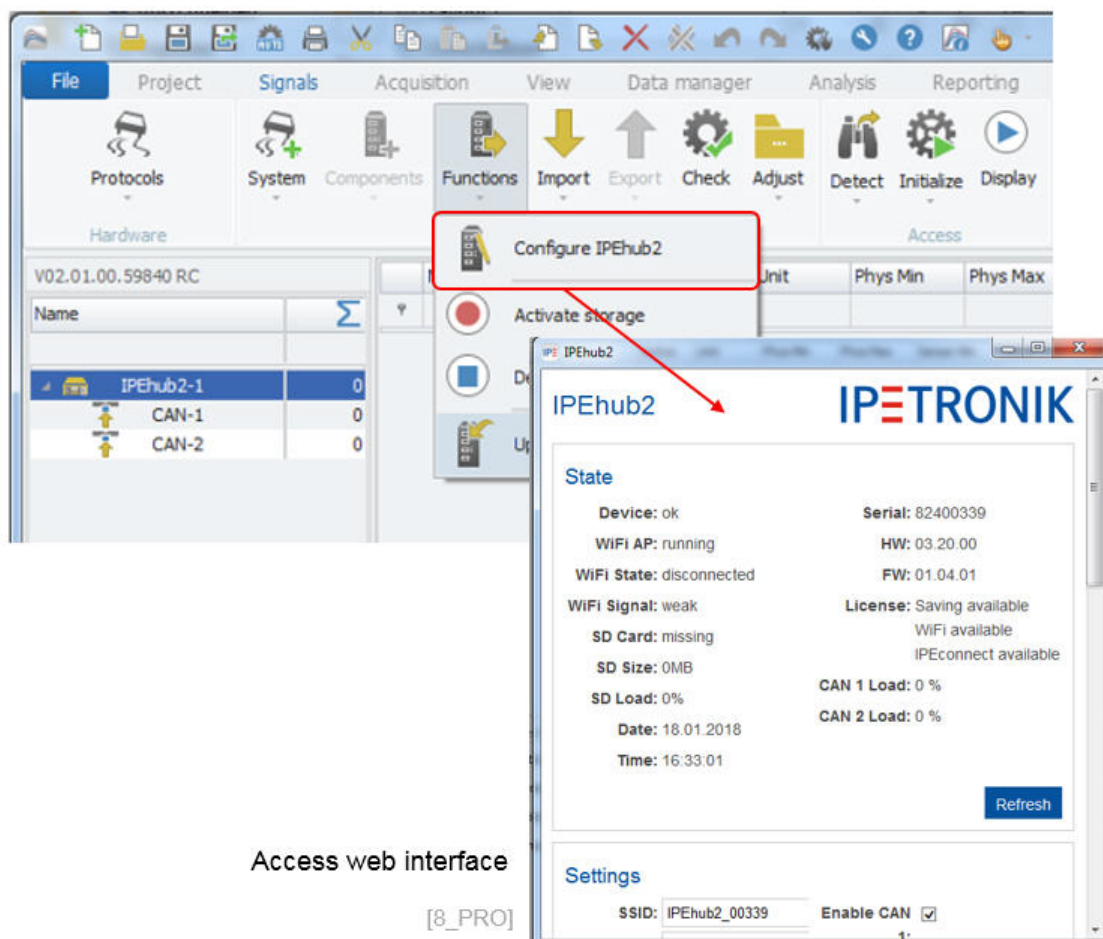 File Project Signals Acquisition View Data manager Analysis Reporting
Protocols System Components Functions Import Export Check Adjust Detect Initialize Display
Hardware Access
Configure IPEhub2
V02.01.00.59840 RC
Unit Phys Min Phys Max
Name
Activate storage
IPEhub2-1 0
CAN-1 0
CAN-2 0
IPEhub2
IPEhub2 IPETRONIK
State
Device: ok Serial: 82400339
WiFi AP: running HW: 03.20.00
WiFi State: disconnected FW: 01.04.01
WiFi Signal: weak License: Saving available
WiFi available
SD Card: missing
IPEconnect available
SD Size: 0MB
CAN 1 Load: 0 %
SD Load: 0%
CAN 2 Load: 0 %
Date: 18.01.2018
Time: 16:33:01
Refresh
Access web interface
Settings
SSID: IPEhub2_00339 Enable CAN
1:
[8_PRO]